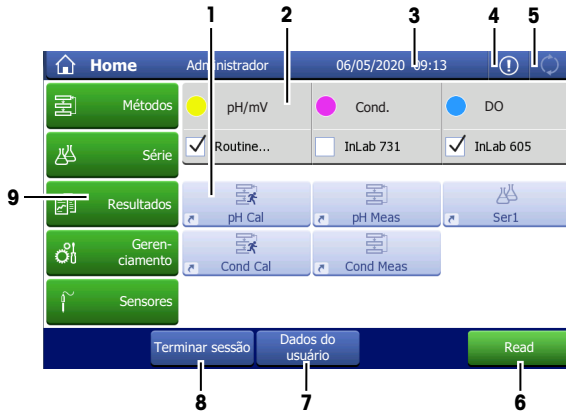 1 2 3 4 5
Home Administrador 06/05/2020 09:13
Métodos pH/mV Cond. DO
Série Routine... InLab 731 InLab 605
9 Resultados pH Cal pH Meas Ser1
Geren-
ciamento Cond Cal Cond Meas
Sensores
Terminar sessão Dados do
usuário Read
8 7 6